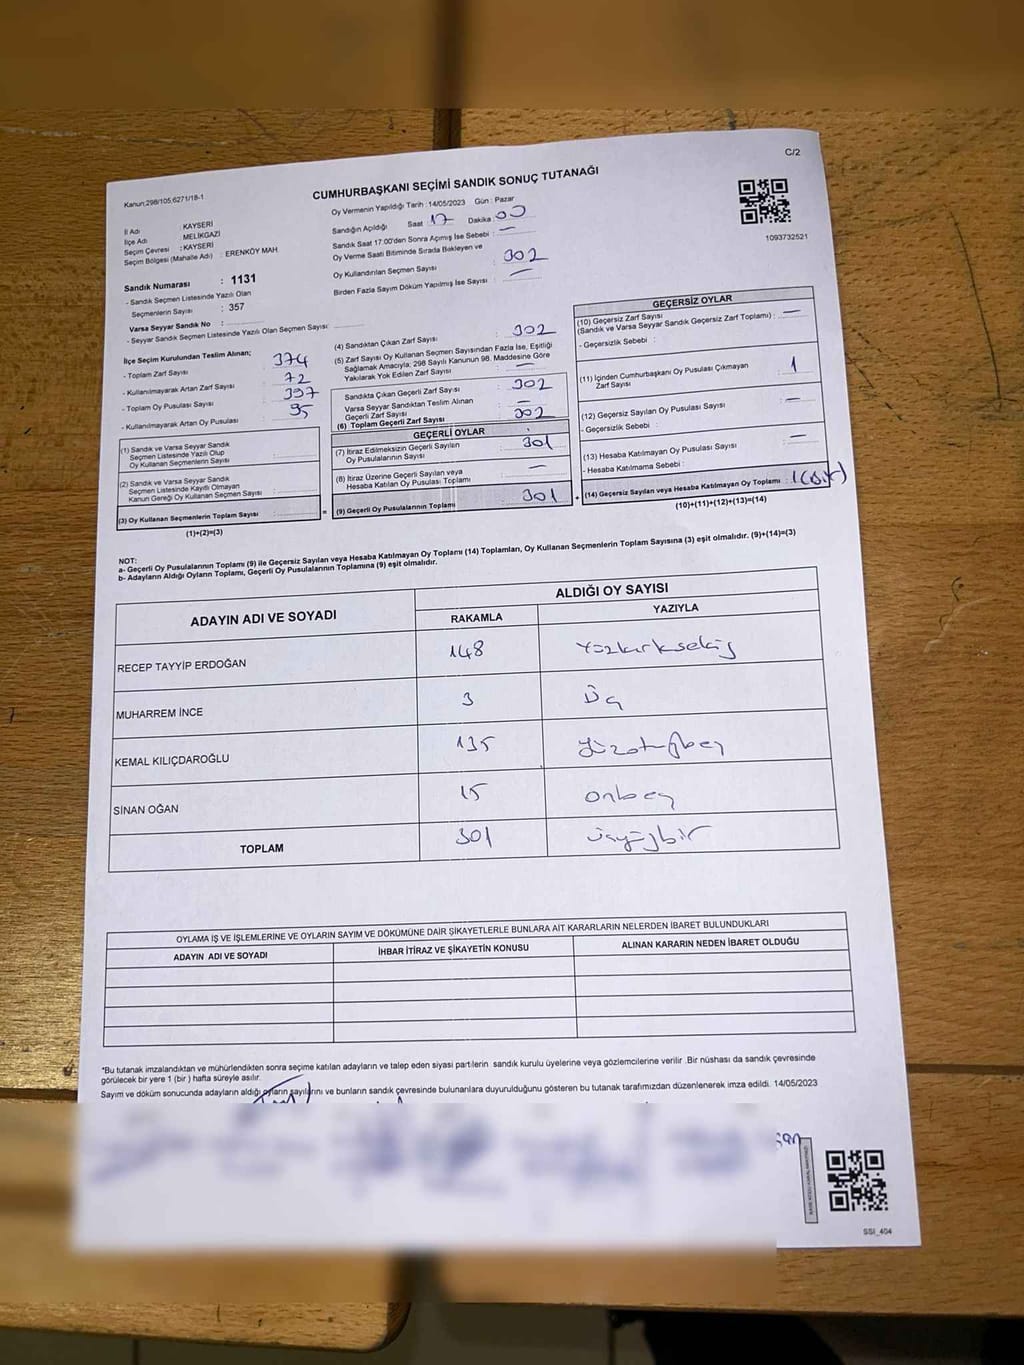 C/2
Kanun;298/105,6271/18-1
CUMHURBAŞKANI SEÇİMİ SANDIK SONUÇ TUTANAĞI
1093732521
İl Adı : KAYSERİ
İlçe Adı MELİKGAZİ
Seçim Çevresi : KAYSERİ
Seçim Bölgesi (Mahalle Adı) : ERENKÖY MAH.
Sandık Numarası : 1131
- Sandık Seçmen Listesinde Yazılı Olan
Seçmenlerin Sayısı : 357
Varsa Seyyar Sandık No :
- Seyyar Sandık Seçmen Listesinde Yazılı Olan Seçmen Sayısı:
Oy Vermenin Yapıldığı Tarih :14/05/2023 Gün : Pazar
Sandığın Açıldığı Saat 17 Dakika : 00
Sandık Saat 17:00'den Sonra Açımış İse Sebebi : —
Oy Verme Saati Bitiminde Sırada Bekleyen ve
Oy Kullandırılan Seçmen Sayısı : 302
Birden Fazla Sayım Döküm Yapılmış İse Sayısı : —
İlçe Seçim Kurulundan Teslim Alınan;
- Toplam Zarf Sayısı : 374
- Kullanılmayarak Artan Zarf Sayısı : 72
- Toplam Oy Pusulası Sayısı : 397
- Kullanılmayarak Artan Oy Pusulası 95
(1) Sandık ve Varsa Seyyar Sandık
Seçmen Listesinde Yazılı Olup
Oy Kullanan Seçmenlerin Sayısı :
(2) Sandık ve Varsa Seyyar Sandık
Seçmen Listesinde Kayıtlı Olmayan
Kanun Gereği Oy Kullanan Seçmen Sayısı :
(3) Oy Kullanan Seçmenlerin Toplam Sayısı :
(1)+(2)=(3)
=
(4) Sandıktan Çıkan Zarf Sayısı : 302
(5) Zarf Sayısı Oy Kullanan Seçmen Sayısından Fazla İse, Eşitliği
Sağlamak Amacıyla; 298 Sayılı Kanunun 98. Maddesine Göre
Yakılarak Yok Edilen Zarf Sayısı : —
Sandıkta Çıkan Geçerli Zarf Sayısı : 302
Varsa Seyyar Sandıktan Teslim Alınan
Geçerli Zarf Sayısı : —
(6) Toplam Geçerli Zarf Sayısı : 302
GEÇERLİ OYLAR
(7) İtiraz Edilmeksizin Geçerli Sayılan
Oy Pusulalarının Sayısı : 301
(8) İtiraz Üzerine Geçerli Sayılan veya
Hesaba Katılan Oy Pusulası Toplamı : —
(9) Geçerli Oy Pusulalarının Toplamı : 301
+
GEÇERSİZ OYLAR
(10) Geçersiz Zarf Sayısı
(Sandık ve Varsa Seyyar Sandık Geçersiz Zarf Toplamı) : —
- Geçersizlik Sebebi :
(11) İçinden Cumhurbaşkanı Oy Pusulası Çıkmayan
Zarf Sayısı : 1
(12) Geçersiz Sayılan Oy Pusulası Sayısı : —
- Geçersizlik Sebebi :
(13) Hesaba Katılmayan Oy Pusulası Sayısı : —
- Hesaba Katılmama Sebebi :
(14) Geçersiz Sayılan veya Hesaba Katılmayan Oy Toplamı : 1(bir)
(10)+(11)+(12)+(13)=(14)
NOT:
a- Geçerli Oy Pusulalarının Toplamı (9) ile Geçersiz Sayılan veya Hesaba Katılmayan Oy Toplamı (14) Toplamları, Oy Kullanan Seçmenlerin Toplam Sayısına (3) eşit olmalıdır. (9)+(14)=(3)
b- Adayların Aldığı Oyların Toplamı, Geçerli Oy Pusulalarının Toplamına (9) eşit olmalıdır.
ADAYIN ADI VE SOYADI
ALDIĞI OY SAYISI
RAKAMLA YAZIYLA
RECEP TAYYİP ERDOĞAN 148 Yüzkırksekiz
MUHARREM İNCE 3 Üç
KEMAL KILIÇDAROĞLU 135 yüzotuzbeş
SİNAN OĞAN 15 onbeş
TOPLAM 301 üçyüzbir
OYLAMA İŞ VE İŞLEMLERİNE VE OYLARIN SAYIM VE DÖKÜMÜNE DAİR ŞİKAYETLERLE BUNLARA AİT KARARLARIN NELERDEN İBARET BULUNDUKLARI
ADAYIN ADI VE SOYADI İHBAR İTİRAZ VE ŞİKAYETİN KONUSU ALINAN KARARIN NEDEN İBARET OLDUĞU
*Bu tutanak imzalandıktan ve mühürlendikten sonra seçime katılan adayların ve talep eden siyasi partilerin sandık kurulu üyelerine veya gözlemcilerine verilir .Bir nüshası da sandık çevresinde
görülecek bir yere 1 (bir ) hafta süreyle asılır.
Sayım ve döküm sonucunda adayların aldığı oyların sayılarını ve bunların sandık çevresinde bulunanlara duyurulduğunu gösteren bu tutanak tarafımızdan düzenlenerek imza edildi. 14/05/2023
SSI_404